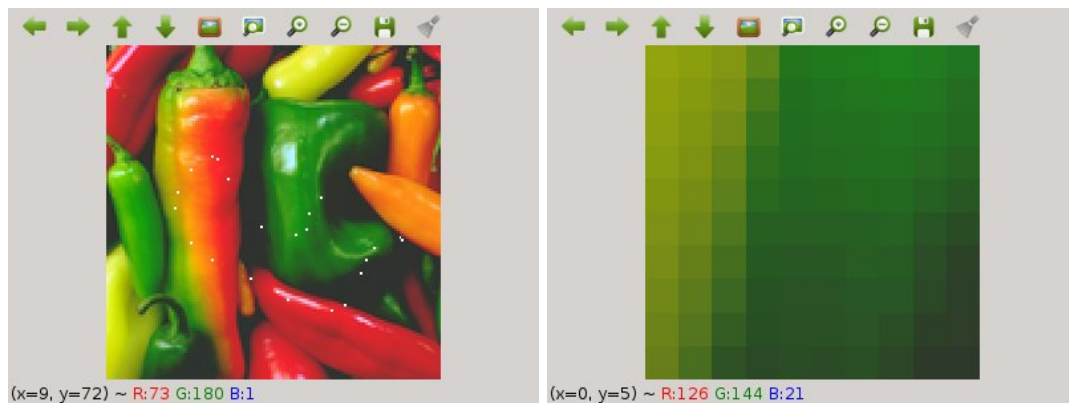 (x=9, y=72) ~ R:73 G:180 B:1
(x=0, y=5) ~ R:126 G:144 B:21